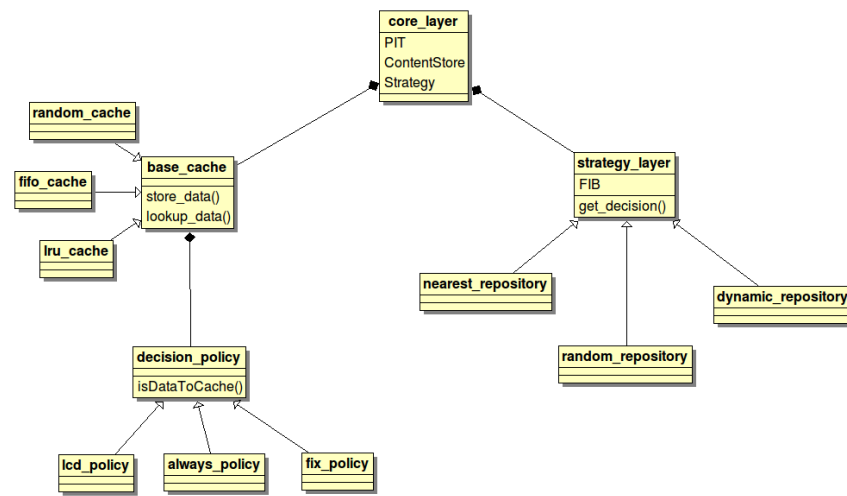 core_layer
PIT
ContentStore
Strategy
random_cache
base_cache
store_data()
lookup_data()
fifo_cache
lru_cache
strategy_layer
FIB
get_decision()
nearest_repository
dynamic_repository
random_repository
decision_policy
isDataToCache()
lcd_policy
always_policy
fix_policy